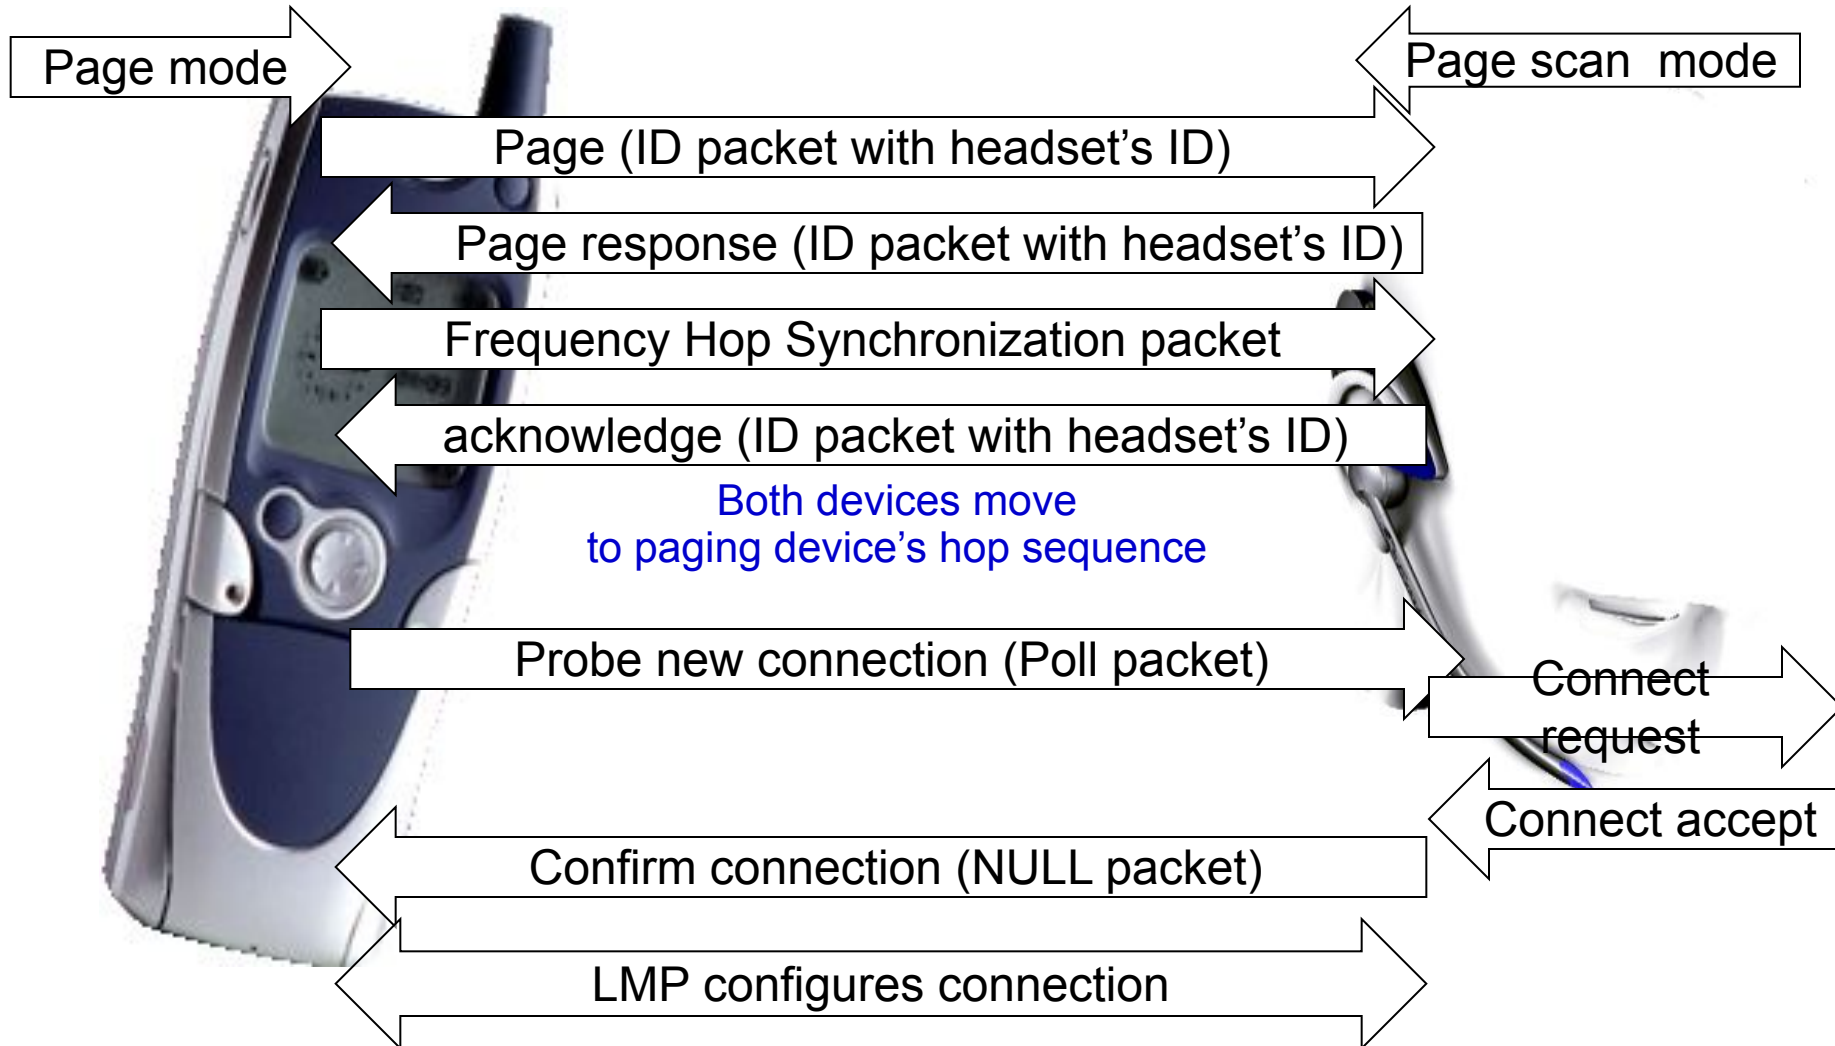 Page mode
Page scan mode
Page (ID packet with headset's ID)
Page response (ID packet with headset's ID)
Frequency Hop Synchronization packet
acknowledge (ID packet with headset's ID)
Both devices move
to paging device's hop sequence
Probe new connection (Poll packet)
Connect
request
Connect accept
Confirm connection (NULL packet)
LMP configures connection